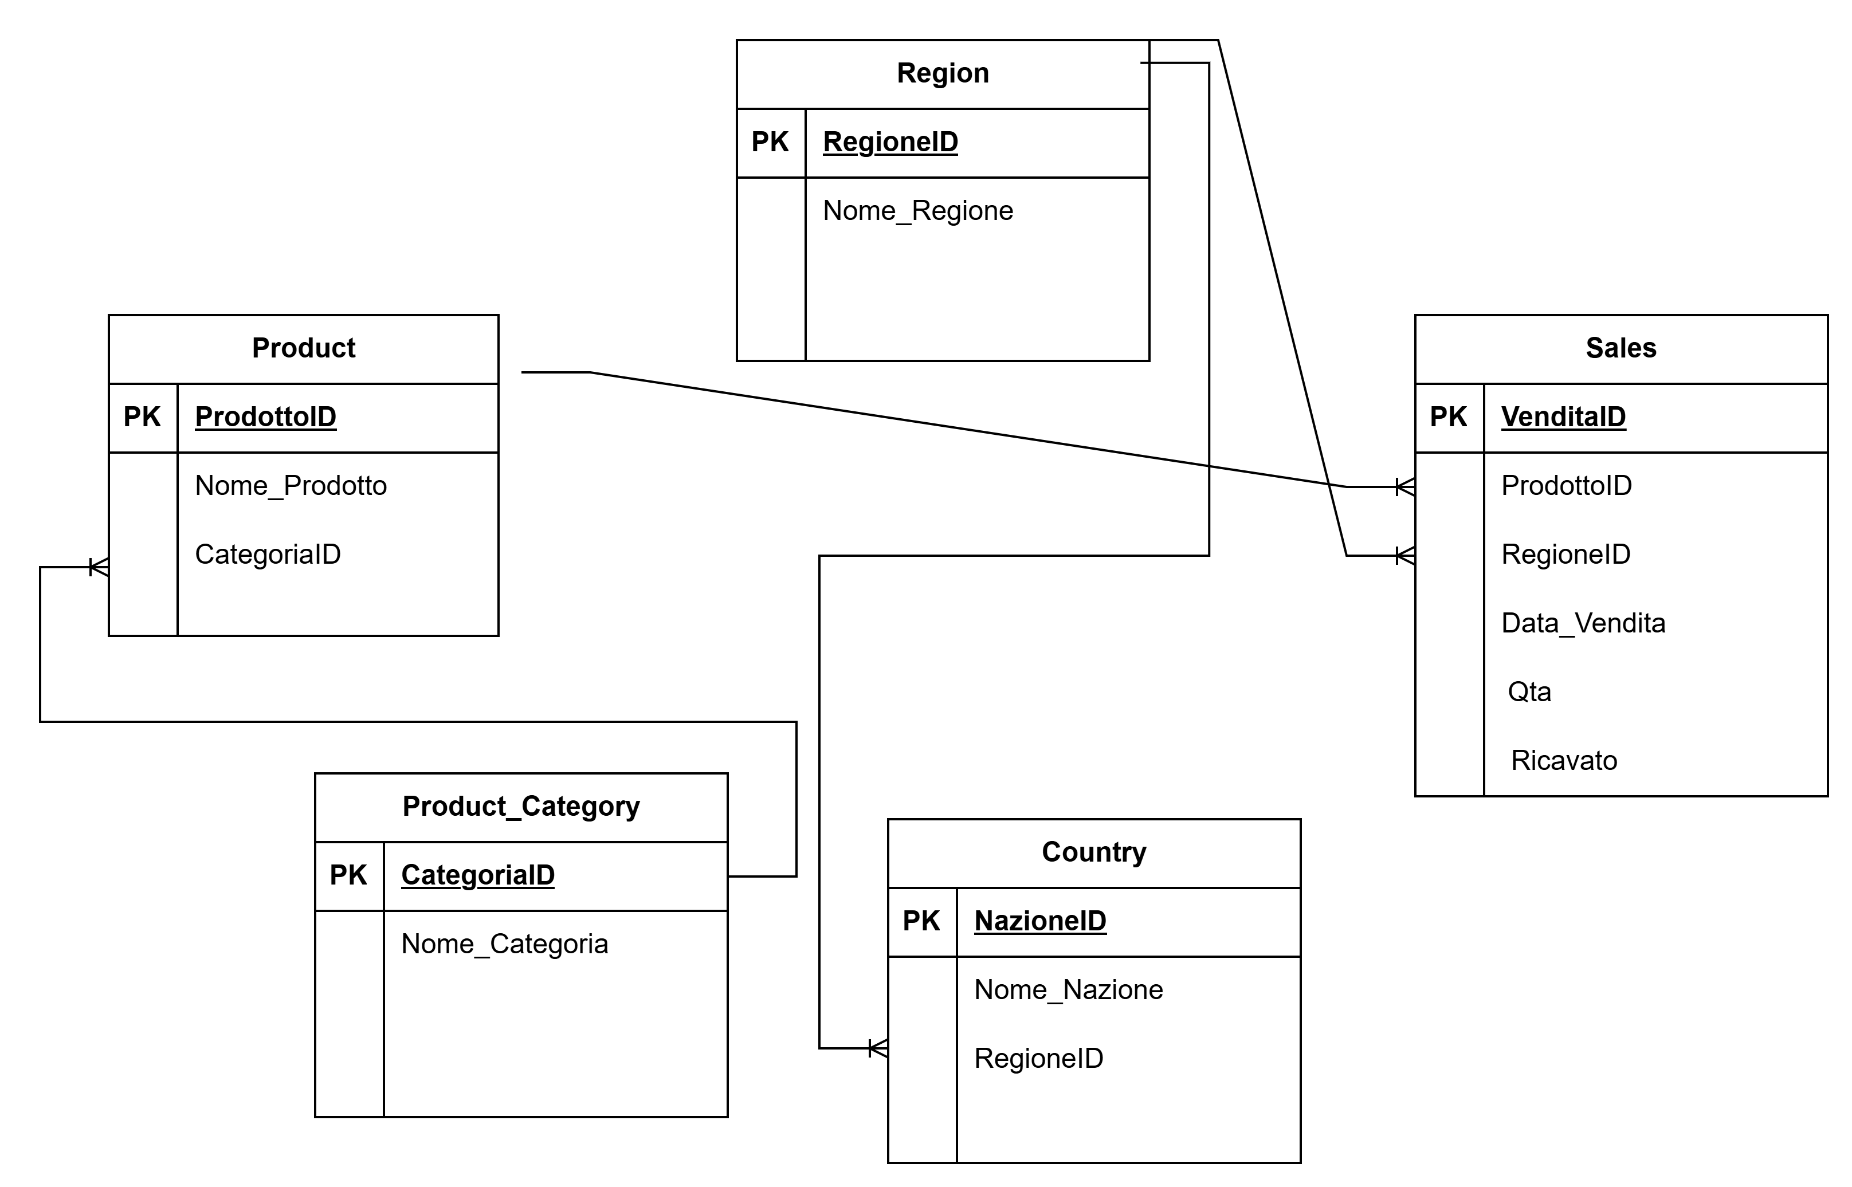 Region
PK RegioneID
Nome_Regione
Product
PK ProdottoID
Nome_Prodotto
CategoriaID
Sales
PK VenditaID
ProdottoID
RegioneID
Data_Vendita
Qta
Ricavato
Product_Category
PK CategoriaID
Nome_Categoria
Country
PK NazioneID
Nome_Nazione
RegioneID